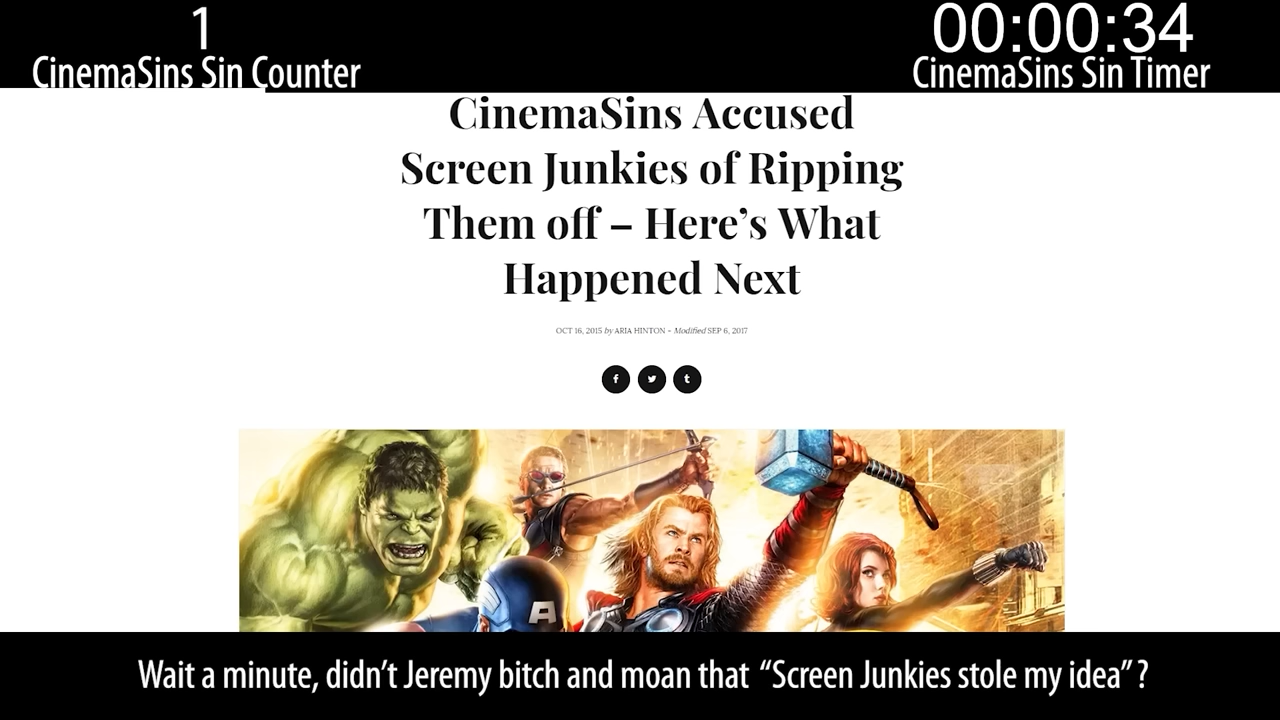 1
CinemaSins Sin Counter
00:00:34
CinemaSins Sin Timer
CinemaSins Accused
Screen Junkies of Ripping
Them off – Here’s What
Happened Next
OCT 16, 2015 by ARIA HINTON – Modified SEP 6, 2017
f
t
A
Wait a minute, didn’t Jeremy bitch and moan that “Screen Junkies stole my idea”?